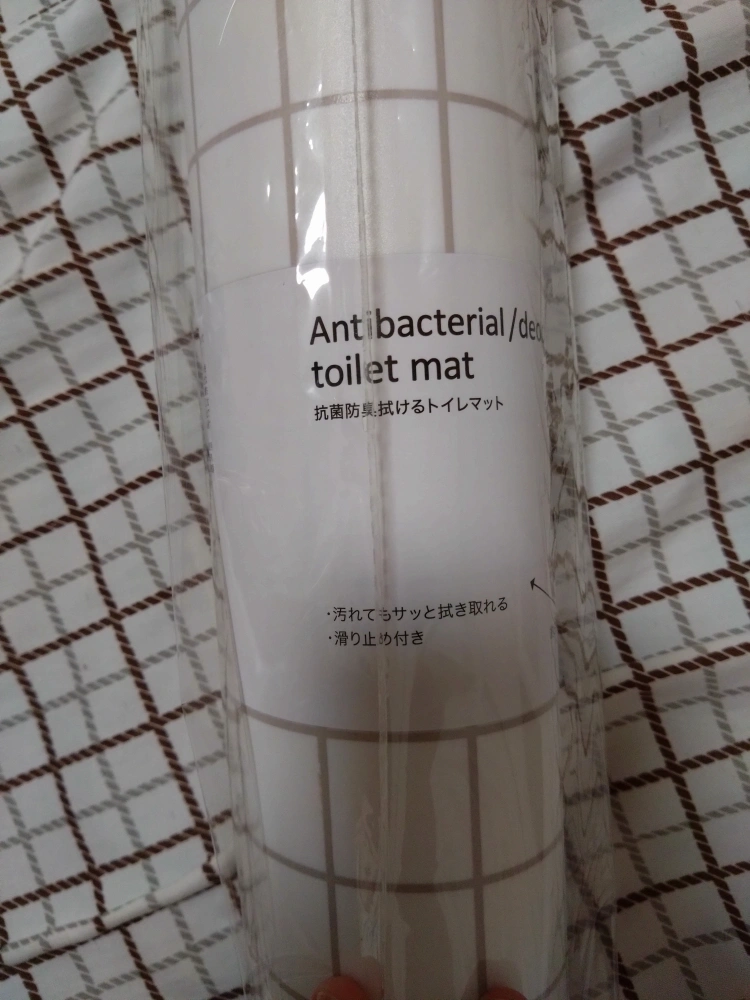 Antibacterial/deo
toilet mat
抗菌防臭拭けるトイレマット
・汚れてもサッと拭き取れる
・滑り止め付き